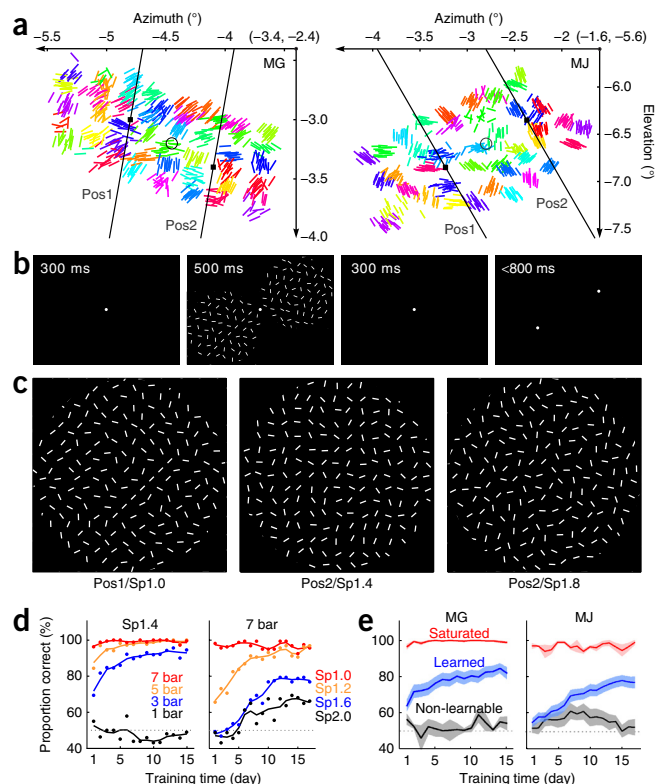 a
Azimuth (°)
−5.5 −5 −4.5 −4 (−3.4, −2.4)
MG
Pos1
Pos2
−3.0
−3.5
−4.0
Azimuth (°)
−4 −3.5 −3 −2.5 −2 (−1.6, −5.6)
MJ
Pos1
Pos2
−6.0
−6.5
−7.0
−7.5
Elevation (°)
b
300 ms
500 ms
300 ms
<800 ms
c
Pos1/Sp1.0
Pos2/Sp1.4
Pos2/Sp1.8
d
Sp1.4
7 bar
Proportion correct (%)
100
80
60
40
7 bar
5 bar
3 bar
1 bar
Sp1.0
Sp1.2
Sp1.6
Sp2.0
1 5 10 15
1 5 10 15
Training time (day)
e
MG
MJ
100
80
60
40
Saturated
Learned
Non-learnable
1 5 10 15
1 5 10 15
Training time (day)